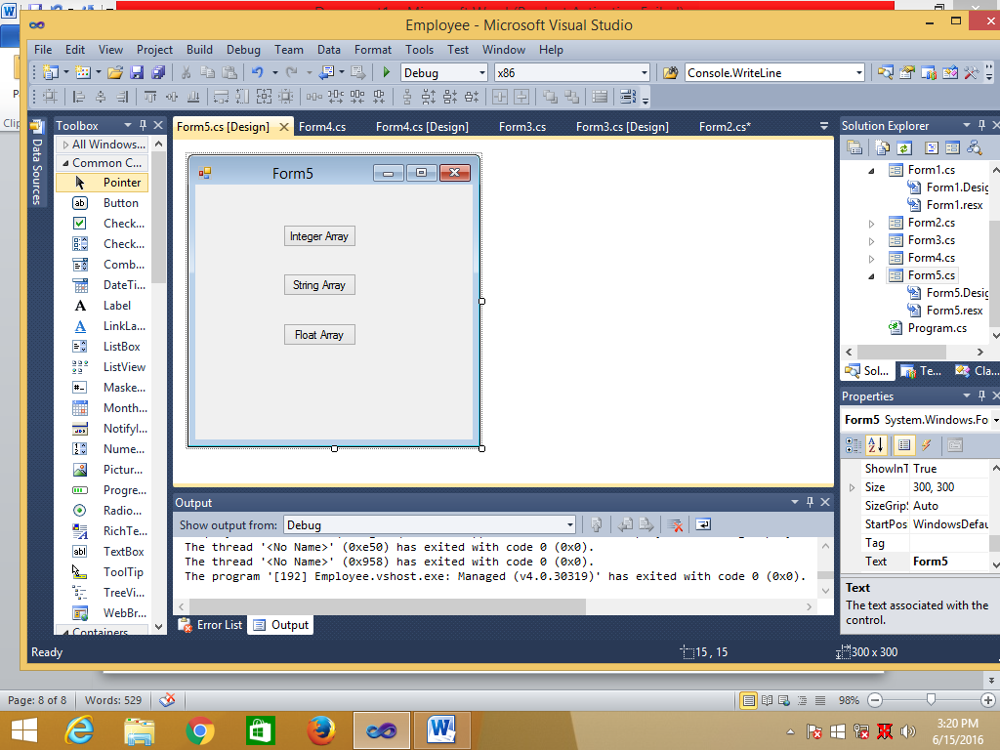 Employee - Microsoft Visual Studio
File Edit View Project Build Debug Team Data Format Tools Test Window Help
Debug x86 Console.WriteLine
Data Sources
Toolbox
All Windows...
Common C...
Pointer
Button
Check...
Check...
Comb...
DateTi...
Label
LinkLa...
ListBox
ListView
Maske...
Month...
NotifyI...
Nume...
Pictur...
Progre...
Radio...
RichTe...
TextBox
ToolTip
TreeVi...
WebBr...
Containers
Form5.cs [Design] Form4.cs Form4.cs [Design] Form3.cs Form3.cs [Design] Form2.cs*
Form5
Integer Array
String Array
Float Array
Output
Show output from: Debug
The thread '<No Name>' (0xe50) has exited with code 0 (0x0).
The thread '<No Name>' (0x958) has exited with code 0 (0x0).
The program '[192] Employee.vshost.exe: Managed (v4.0.30319)' has exited with code 0 (0x0).
Error List Output
Solution Explorer
Form1.cs
Form1.Desig
Form1.resx
Form2.cs
Form3.cs
Form4.cs
Form5.cs
Form5.Desig
Form5.resx
Program.cs
Sol... Te... Cla...
Properties
Form5 System.Windows.Fo
ShowInT True
Size 300, 300
SizeGripS Auto
StartPos WindowsDefau
Tag
Text Form5
Text
The text associated with the
control.
Ready 15 , 15 300 x 300
Page: 8 of 8 Words: 529 98%
3:20 PM
6/15/2016